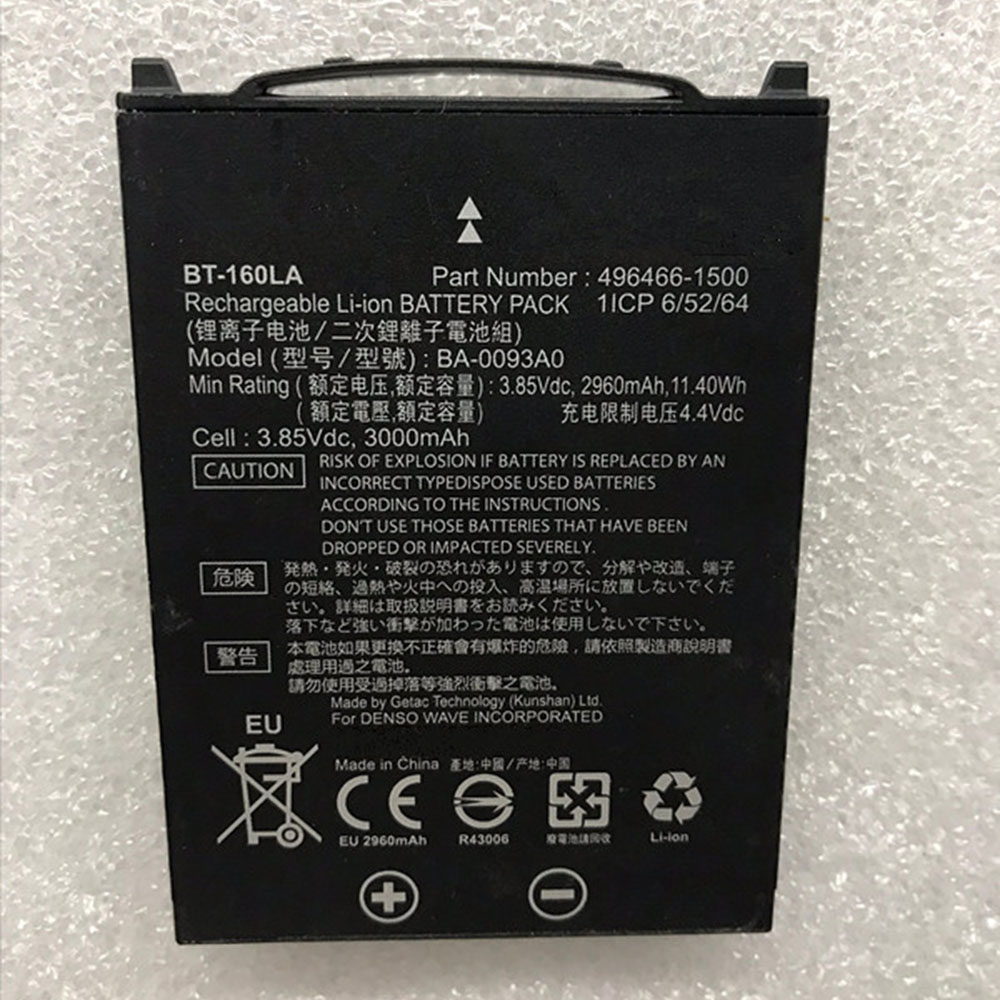 BT-160LA Part Number : 496466-1500
Rechargeable Li-ion BATTERY PACK 1ICP 6/52/64
(锂离子电池/二次鋰離子電池組)
Model (型号/型號) : BA-0093A0
Min Rating ( 额定电压,额定容量) : 3.85Vdc, 2960mAh,11.40Wh
( 額定電壓,額定容量) 充电限制电压4.4Vdc
Cell : 3.85Vdc, 3000mAh
CAUTION RISK OF EXPLOSION IF BATTERY IS REPLACED BY AN
INCORRECT TYPEDISPOSE USED BATTERIES
ACCORDING TO THE INSTRUCTIONS .
DON'T USE THOSE BATTERIES THAT HAVE BEEN
DROPPED OR IMPACTED SEVERELY.
危険 発熱・発火・破裂の恐れがありますので、分解や改造、端子
の短絡、過熱や火中への投入、高温場所に放置しないでくだ
さい。詳細は取扱説明書をお読みください。
落下など強い衝撃が加わった電池は使用しないで下さい。
警告 本電池如果更換不正確會有爆炸的危險，請依照製造商說明書
處理用過之電池。
請勿使用受過掉落等強烈衝擊之電池。
Made by Getac Technology (Kunshan) Ltd.
For DENSO WAVE INCORPORATED
EU
Made in China 產地:中國/产地:中国
CE
EU 2960mAh R43006 廢電池請回收 Li-ion
+ −